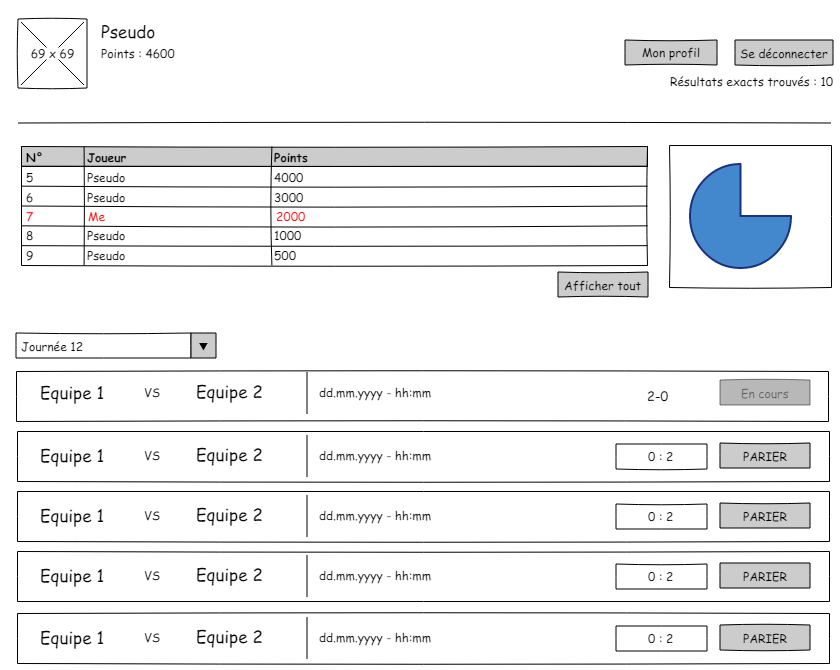 69 x 69
Pseudo
Points : 4600
Mon profil
Se déconnecter
Résultats exacts trouvés : 10
N° Joueur Points
5 Pseudo 4000
6 Pseudo 3000
7 Me 2000
8 Pseudo 1000
9 Pseudo 500
Afficher tout
Journée 12
Equipe 1 VS Equipe 2 dd.mm.yyyy - hh:mm 2-0 En cours
Equipe 1 VS Equipe 2 dd.mm.yyyy - hh:mm 0 : 2 PARIER
Equipe 1 VS Equipe 2 dd.mm.yyyy - hh:mm 0 : 2 PARIER
Equipe 1 VS Equipe 2 dd.mm.yyyy - hh:mm 0 : 2 PARIER
Equipe 1 VS Equipe 2 dd.mm.yyyy - hh:mm 0 : 2 PARIER